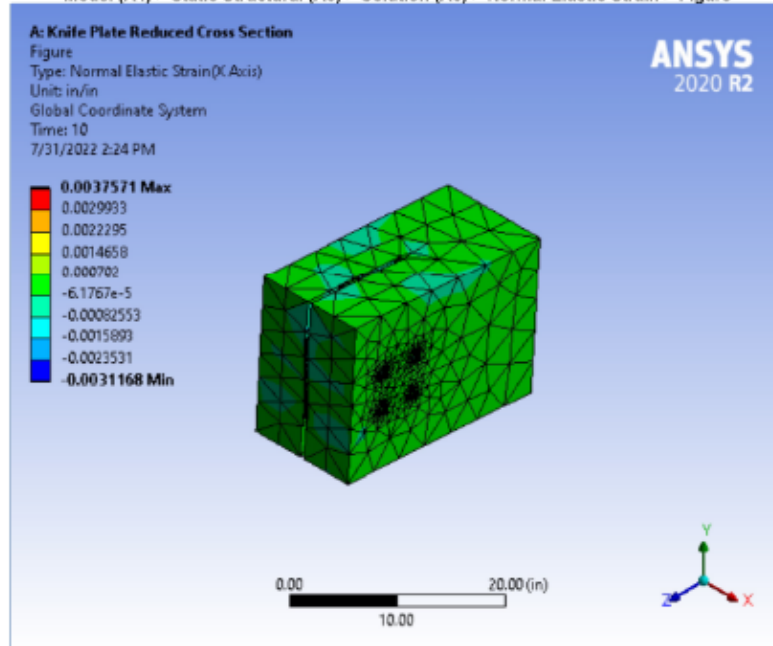 A: Knife Plate Reduced Cross Section
Figure
Type: Normal Elastic Strain(X Axis)
Unit: in/in
Global Coordinate System
Time: 10
7/31/2022 2:24 PM
ANSYS
2020 R2
0.0037571 Max
0.0029933
0.0022295
0.0014658
0.000702
-6.1767e-5
-0.00082553
-0.0015893
-0.0023531
-0.0031168 Min
0.00
20.00 (in)
10.00
Y
Z
X